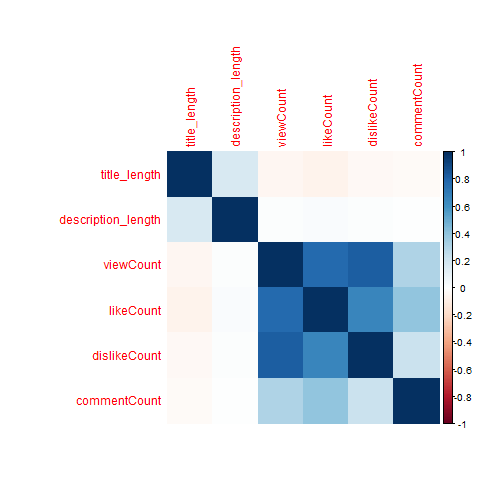 title_length
description_length
viewCount
likeCount
dislikeCount
commentCount
title_length
description_length
viewCount
likeCount
dislikeCount
commentCount
1
0.8
0.6
0.4
0.2
0
-0.2
-0.4
-0.6
-0.8
-1